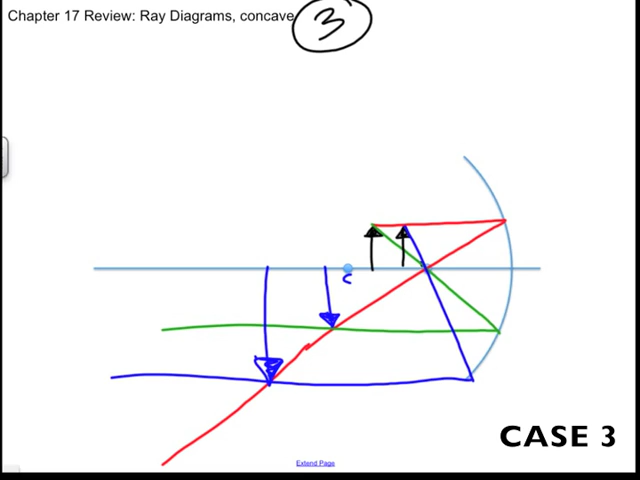 Chapter 17 Review: Ray Diagrams, concave
3
c
CASE 3
Extend Page